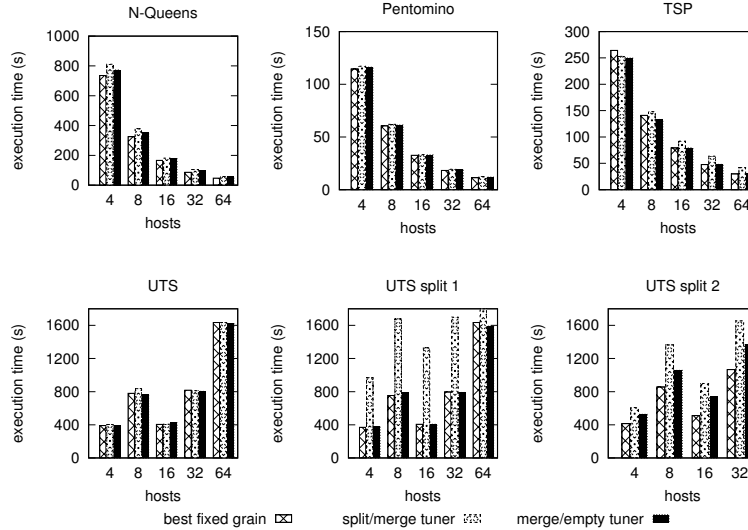 N-Queens
execution time (s)
1000
800
600
400
200
0
4 8 16 32 64
hosts
Pentomino
execution time (s)
150
100
50
0
4 8 16 32 64
hosts
TSP
execution time (s)
300
250
200
150
100
50
0
4 8 16 32 64
hosts
UTS
execution time (s)
1600
1200
800
400
0
4 8 16 32 64
hosts
UTS split 1
execution time (s)
1600
1200
800
400
0
4 8 16 32 64
hosts
UTS split 2
execution time (s)
1600
1200
800
400
0
4 8 16 32
hosts
best fixed grain split/merge tuner merge/empty tuner